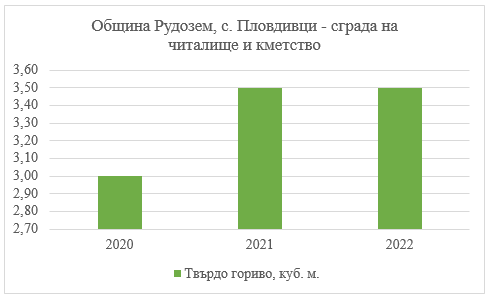 Община Рудозем, с. Пловдивци - сграда на
читалище и кметство
3,60
3,50
3,40
3,30
3,20
3,10
3,00
2,90
2,80
2,70
2020 2021 2022
Твърдо гориво, куб. м.